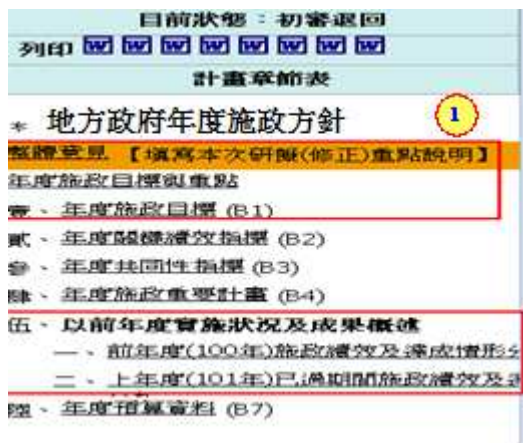 目前狀態：初審退回
列印 W W W W W W W
計畫章節表
* 地方政府年度施政方針
1
整體意見 【填寫本次研擬(修正)重點說明】
年度施政目標與重點
壹、年度施政目標 (B1)
貳、年度關鍵績效指標 (B2)
參、年度共同性指標 (B3)
肆、年度施政重要計畫 (B4)
伍、以前年度實施狀況及成果概述
一、前年度(100年)施政績效及達成情形分
二、上年度(101年)已過期間施政績效及達
陸、年度預算資料 (B7)